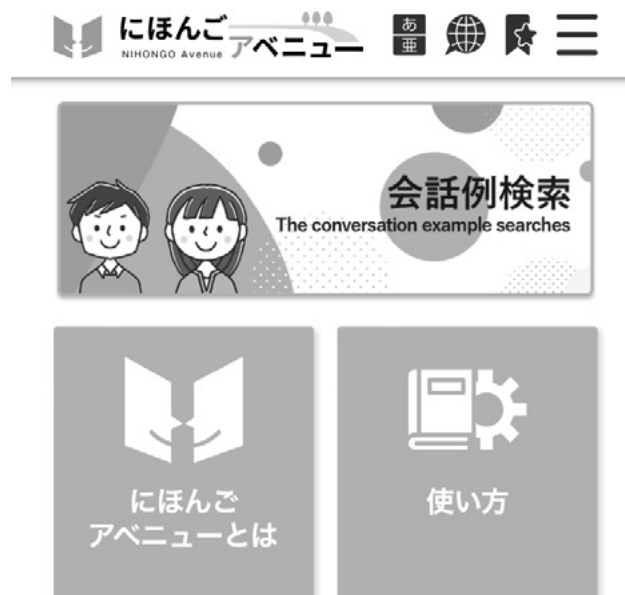 にほんご
NIHONGO Avenue アベニュー
あ
亜
会話例検索
The conversation example searches
にほんご
アベニューとは
使い方